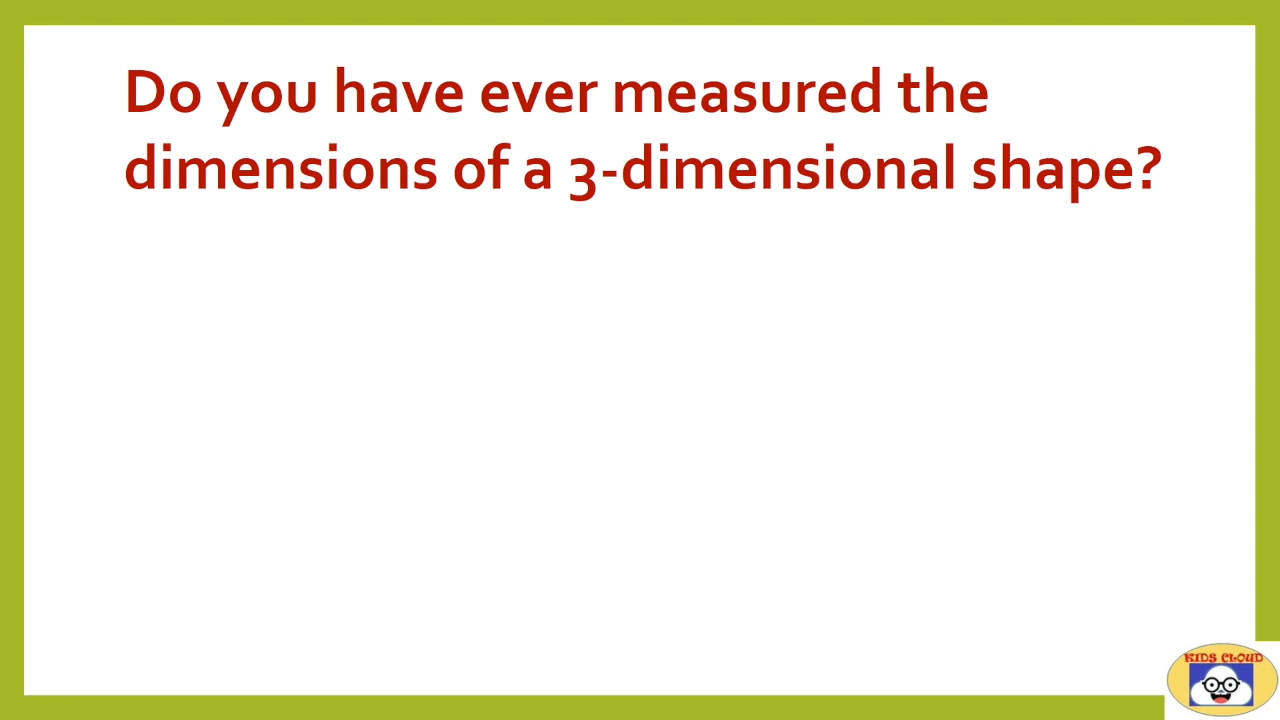 Do you have ever measured the
dimensions of a 3-dimensional shape?
KIDS CLOUD